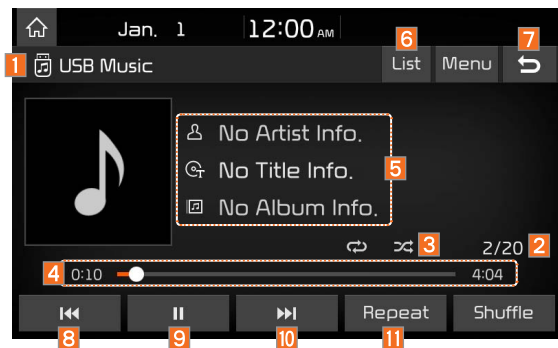 Jan. 1 12:00 AM
6 7
1 USB Music List Menu
No Artist Info.
No Title Info. 5
No Album Info.
3 2/20 2
4 0:10 4:04
Repeat Shuffle
8 9 10 11